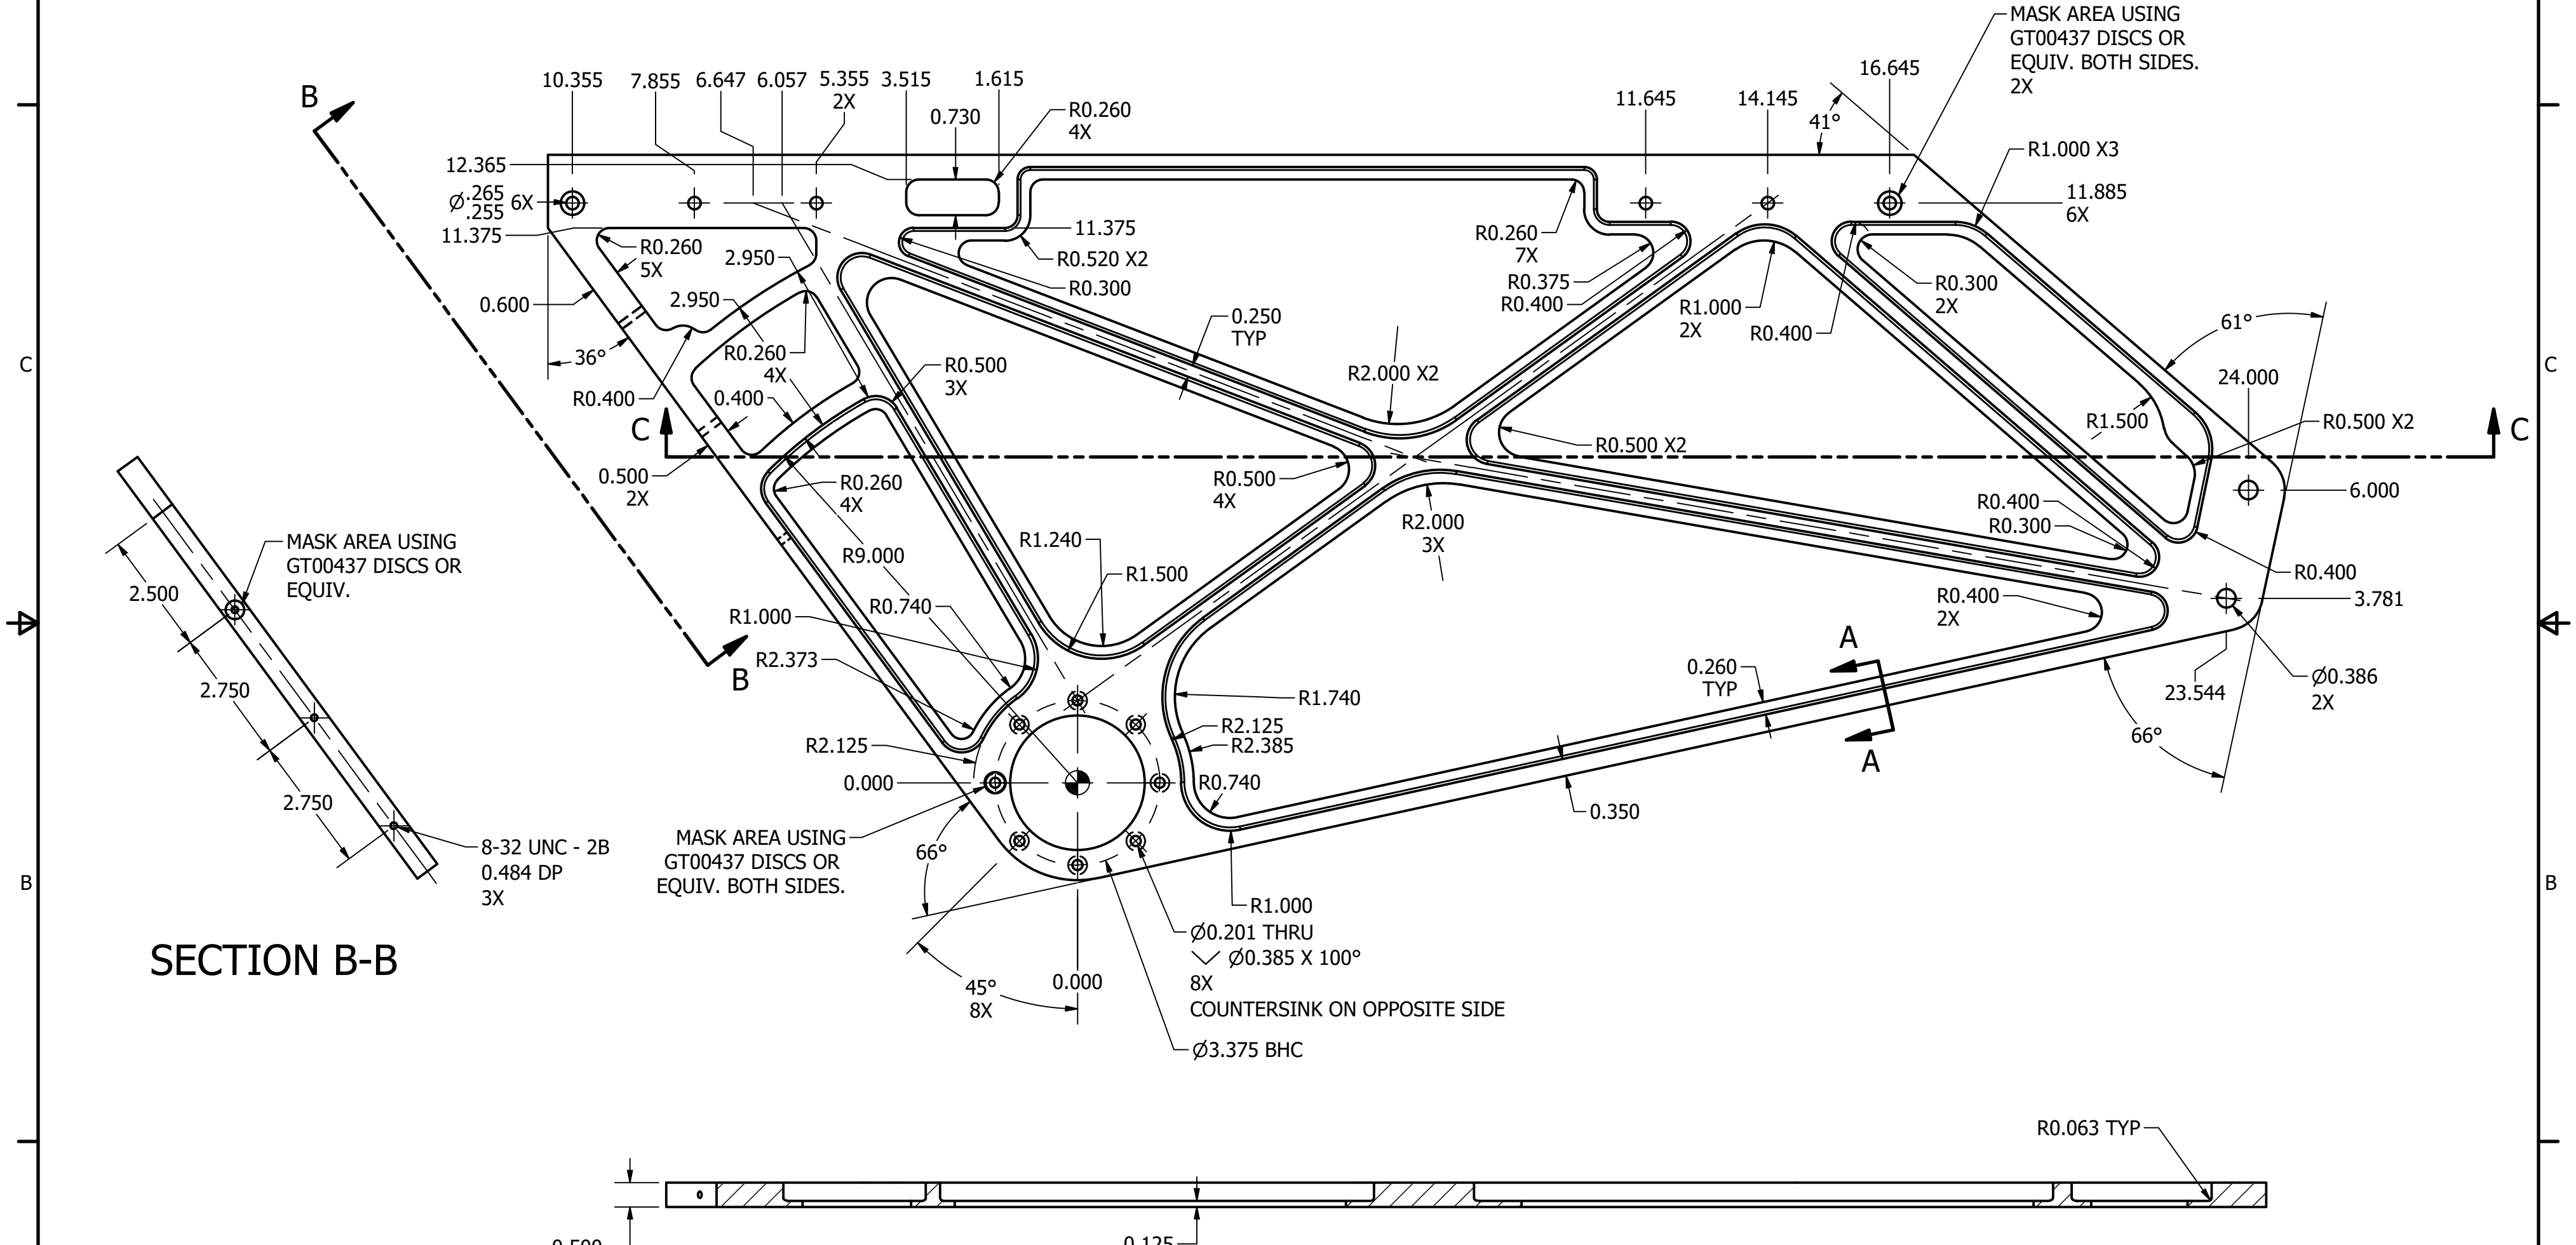 MASK AREA USING
GT00437 DISCS OR
EQUIV. BOTH SIDES.
2X
B
10.355
7.855
6.647
6.057
5.355
2X
3.515
1.615
0.730
R0.260
4X
11.645
14.145
16.645
41°
R1.000 X3
12.365
Ø.265
.255 6X
11.375
11.885
6X
R0.260
5X
2.950
11.375
R0.520 X2
R0.300
R0.260
7X
R0.375
R0.400
R0.300
2X
0.600
2.950
0.250
TYP
R1.000
2X
R0.400
61°
36°
R0.260
4X
R0.500
3X
R2.000 X2
24.000
C
C
R0.400
0.400
R1.500
R0.500 X2
C
C
R0.500 X2
0.500
2X
R0.260
4X
R0.500
4X
6.000
R2.000
3X
R0.400
R0.300
MASK AREA USING
GT00437 DISCS OR
EQUIV.
R1.240
R9.000
R1.500
R0.400
2.500
R0.740
R1.000
R0.400
2X
3.781
R2.373
B
A
0.260
TYP
23.544
Ø0.386
2X
2.750
R1.740
R2.125
R2.385
R2.125
66°
A
0.000
R0.740
2.750
0.350
MASK AREA USING
GT00437 DISCS OR
EQUIV. BOTH SIDES.
66°
8-32 UNC - 2B
0.484 DP
3X
B
B
R1.000
Ø0.201 THRU
Ø0.385 X 100°
8X
COUNTERSINK ON OPPOSITE SIDE
SECTION B-B
45°
8X
0.000
Ø3.375 BHC
R0.063 TYP
0.500
0.125